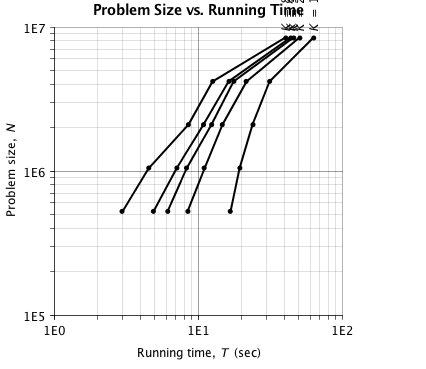 Problem Size vs. Running Time
1E7
1E6
1E5
Problem size, N
1E0
1E1
1E2
Running time, T (sec)